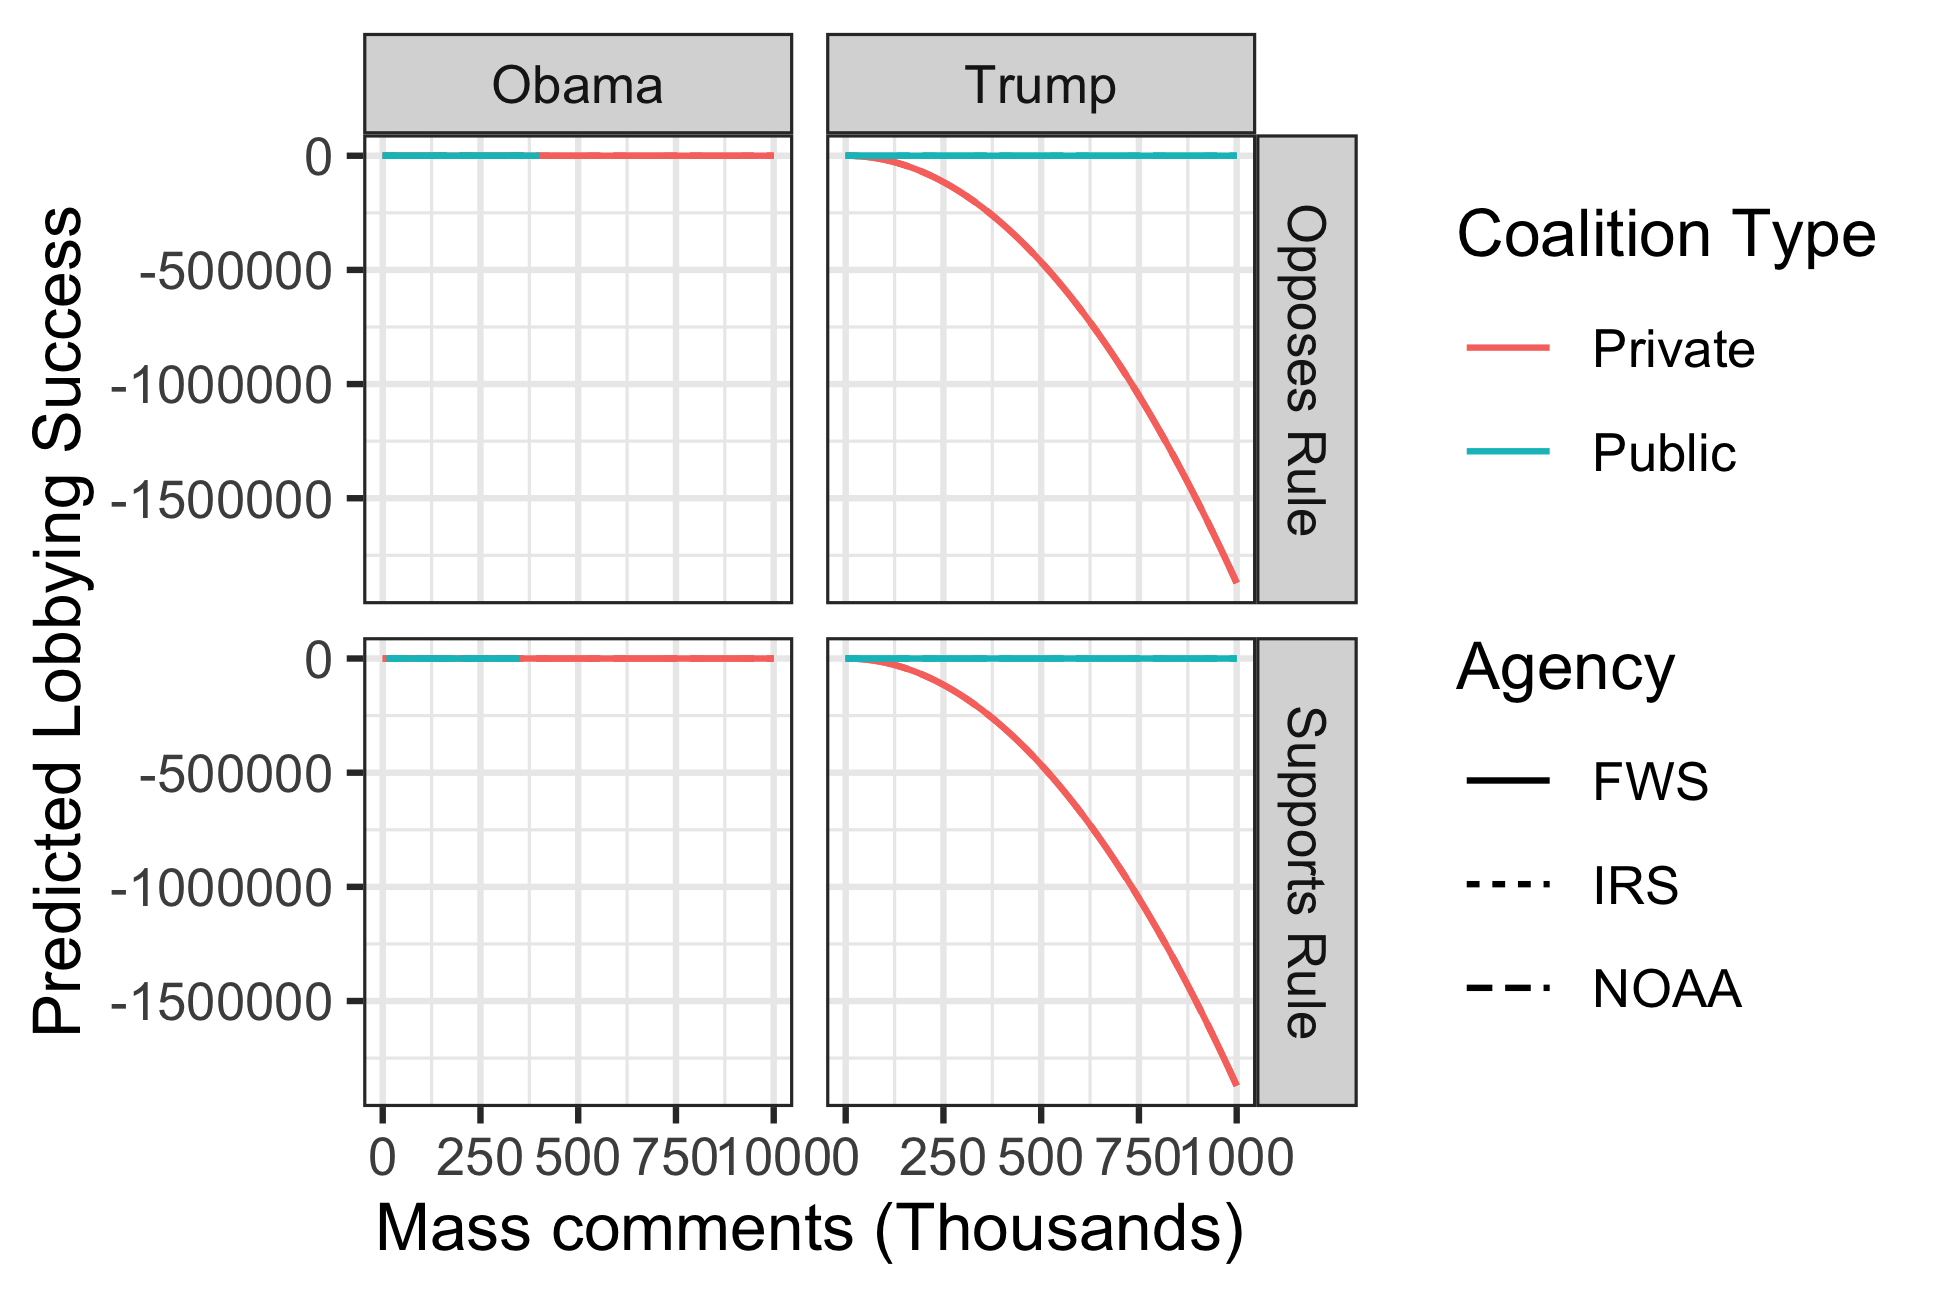 Obama
Trump
0
-500000
-1000000
-1500000
Opposes Rule
0
-500000
-1000000
-1500000
Supports Rule
0 250 500 750 1000
0 250 500 750 1000
Predicted Lobbying Success
Mass comments (Thousands)
Coalition Type
Private
Public
Agency
FWS
IRS
NOAA